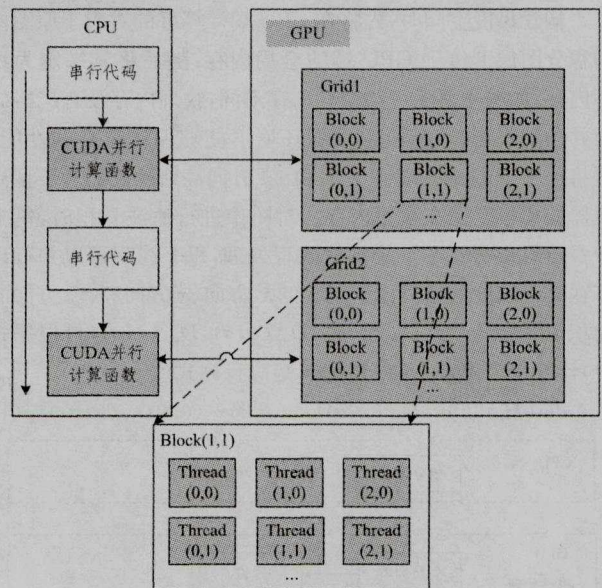 CPU
串行代码
CUDA并行
计算函数
串行代码
CUDA并行
计算函数
GPU
Grid1
Block
(0,0)
Block
(1,0)
Block
(2,0)
Block
(0,1)
Block
(1,1)
Block
(2,1)
...
Grid2
Block
(0,0)
Block
(1,0)
Block
(2,0)
Block
(0,1)
Block
(1,1)
Block
(2,1)
...
Block(1,1)
Thread
(0,0)
Thread
(1,0)
Thread
(2,0)
Thread
(0,1)
Thread
(1,1)
Thread
(2,1)
...